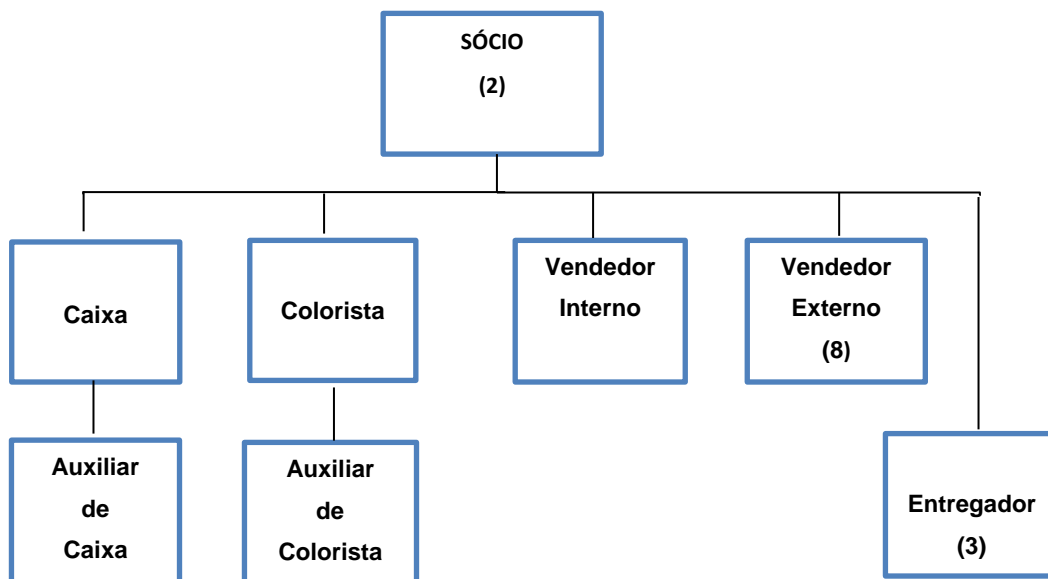 SÓCIO
(2)
Caixa
Colorista
Vendedor
Interno
Vendedor
Externo
(8)
Auxiliar
de
Caixa
Auxiliar
de
Colorista
Entregador
(3)